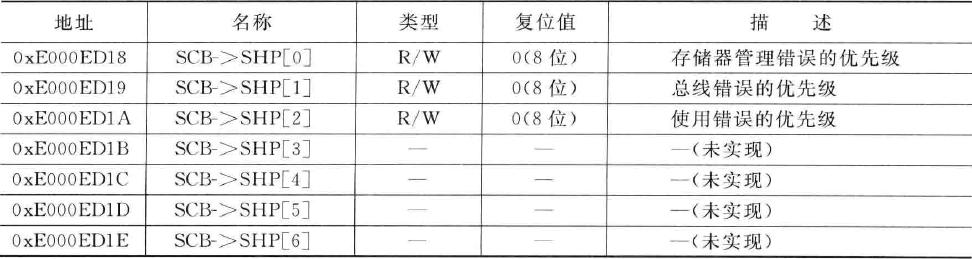 地址 名称 类型 复位值 描 述
0xE000ED18 SCB->SHP[0] R/W 0(8位) 存储器管理错误的优先级
0xE000ED19 SCB->SHP[1] R/W 0(8位) 总线错误的优先级
0xE000ED1A SCB->SHP[2] R/W 0(8位) 使用错误的优先级
0xE000ED1B SCB->SHP[3] — — —(未实现)
0xE000ED1C SCB->SHP[4] — — —(未实现)
0xE000ED1D SCB->SHP[5] — — —(未实现)
0xE000ED1E SCB->SHP[6] — — —(未实现)